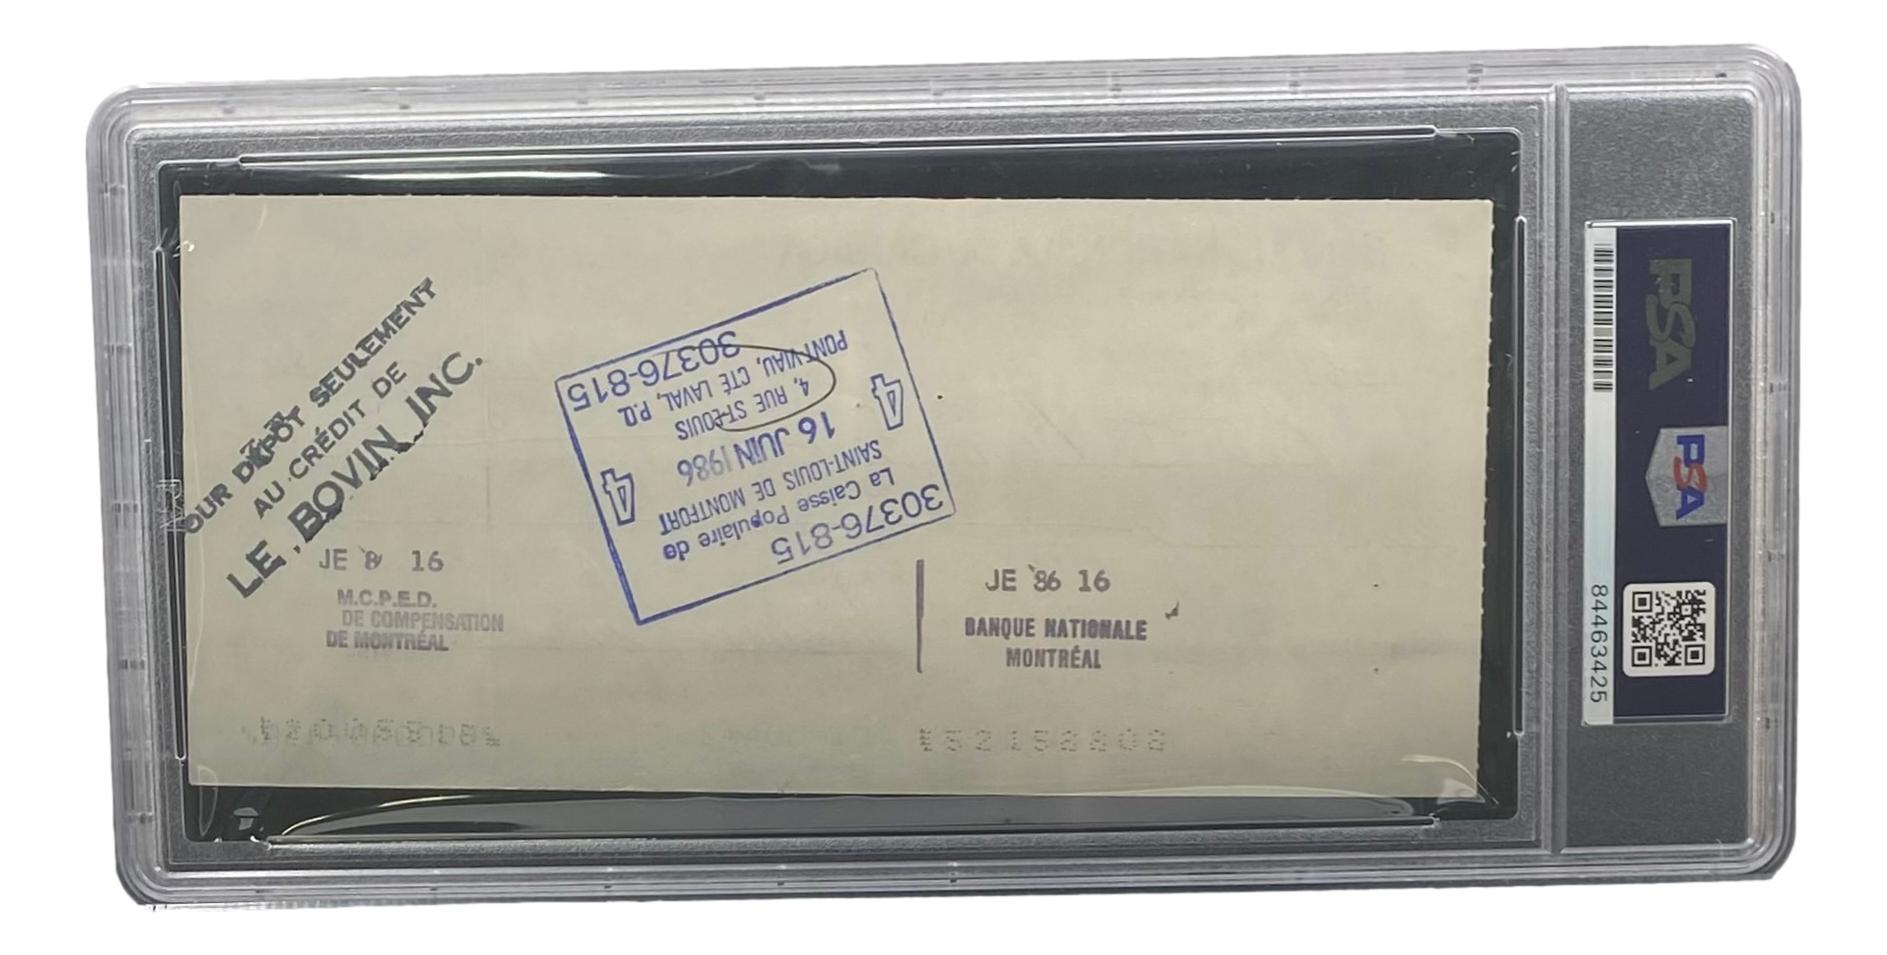 OUR DÉPÔT SEULEMENT
AU CRÉDIT DE
LE BOVIN INC.
30376-815
La Caisse Populaire de
SAINT-LOUIS DE MONTFORT
4 16 JUIN 1986 4
4, RUE ST-LOUIS
PONT-VIAU, CTÉ LAVAL, P.Q.
30376-815
JE 8 16
M.C.P.E.D.
DE COMPENSATION
DE MONTRÉAL
JE '86 16
BANQUE NATIONALE
MONTRÉAL
PSA
PSA
84463425